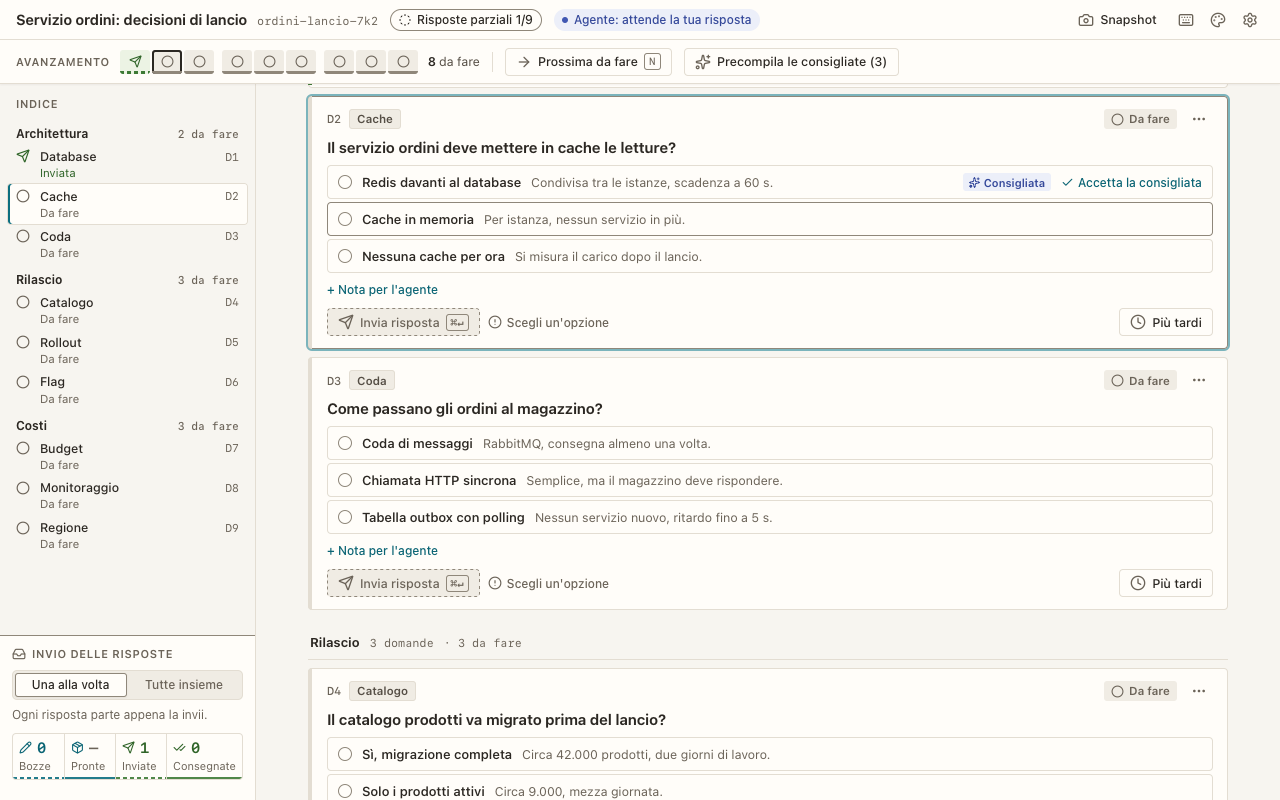 Servizio ordini: decisioni di lancio ordini-lancio-7k2 Risposte parziali 1/9 Agente: attende la tua risposta Snapshot
AVANZAMENTO 8 da fare Prossima da fare N Precompila le consigliate (3)
INDICE
Architettura 2 da fare
Database D1
Inviata
Cache D2
Da fare
Coda D3
Da fare
Rilascio 3 da fare
Catalogo D4
Da fare
Rollout D5
Da fare
Flag D6
Da fare
Costi 3 da fare
Budget D7
Da fare
Monitoraggio D8
Da fare
Regione D9
Da fare
INVIO DELLE RISPOSTE
Una alla volta Tutte insieme
Ogni risposta parte appena la invii.
0 – 1 0
Bozze Pronte Inviate Consegnate
D2 Cache Da fare
Il servizio ordini deve mettere in cache le letture?
Redis davanti al database Condivisa tra le istanze, scadenza a 60 s. Consigliata Accetta la consigliata
Cache in memoria Per istanza, nessun servizio in più.
Nessuna cache per ora Si misura il carico dopo il lancio.
+ Nota per l'agente
Invia risposta ⌘↵ Scegli un'opzione Più tardi
D3 Coda Da fare
Come passano gli ordini al magazzino?
Coda di messaggi RabbitMQ, consegna almeno una volta.
Chiamata HTTP sincrona Semplice, ma il magazzino deve rispondere.
Tabella outbox con polling Nessun servizio nuovo, ritardo fino a 5 s.
+ Nota per l'agente
Invia risposta ⌘↵ Scegli un'opzione Più tardi
Rilascio 3 domande · 3 da fare
D4 Catalogo Da fare
Il catalogo prodotti va migrato prima del lancio?
Sì, migrazione completa Circa 42.000 prodotti, due giorni di lavoro.
Solo i prodotti attivi Circa 9.000, mezza giornata.